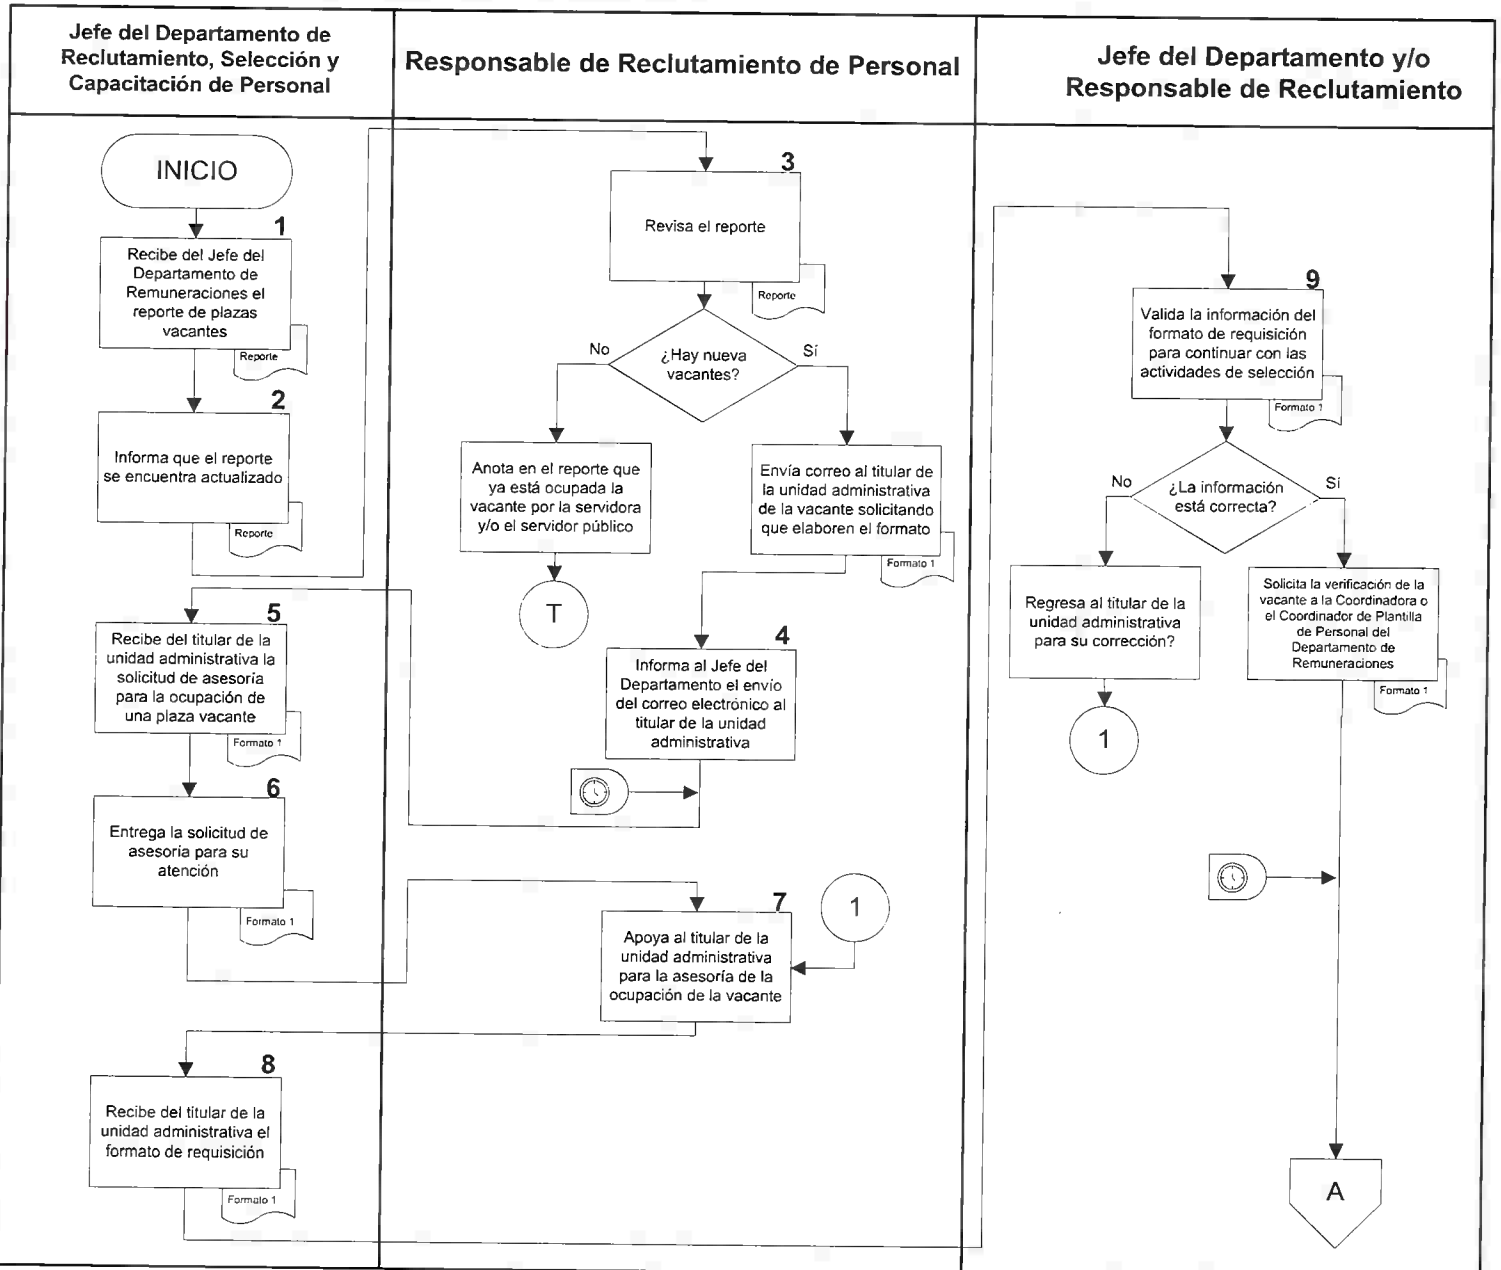 Jefe del Departamento de
Reclutamiento, Selección y
Capacitación de Personal
Responsable de Reclutamiento de Personal
Jefe del Departamento y/o
Responsable de Reclutamiento
INICIO
1
Recibe del Jefe del
Departamento de
Remuneraciones el
reporte de plazas
vacantes
Reporte
2
Informa que el reporte
se encuentra actualizado
Reporte
3
Revisa el reporte
Reporte
¿Hay nueva
vacantes?
No
Sí
Anota en el reporte que
ya está ocupada la
vacante por la servidora
y/o el servidor público
T
Envía correo al titular de
la unidad administrativa
de la vacante solicitando
que elaboren el formato
Formato 1
4
Informa al Jefe del
Departamento el envío
del correo electrónico al
titular de la unidad
administrativa
5
Recibe del titular de la
unidad administrativa la
solicitud de asesoría
para la ocupación de
una plaza vacante
Formato 1
6
Entrega la solicitud de
asesoría para su
atención
Formato 1
7
Apoya al titular de la
unidad administrativa
para la asesoría de la
ocupación de la vacante
1
8
Recibe del titular de la
unidad administrativa el
formato de requisición
Formato 1
9
Valida la información del
formato de requisición
para continuar con las
actividades de selección
Formato 1
¿La información
está correcta?
No
Sí
Regresa al titular de la
unidad administrativa
para su corrección?
1
Solicita la verificación de la
vacante a la Coordinadora o
el Coordinador de Plantilla
de Personal del
Departamento de
Remuneraciones
Formato 1
A